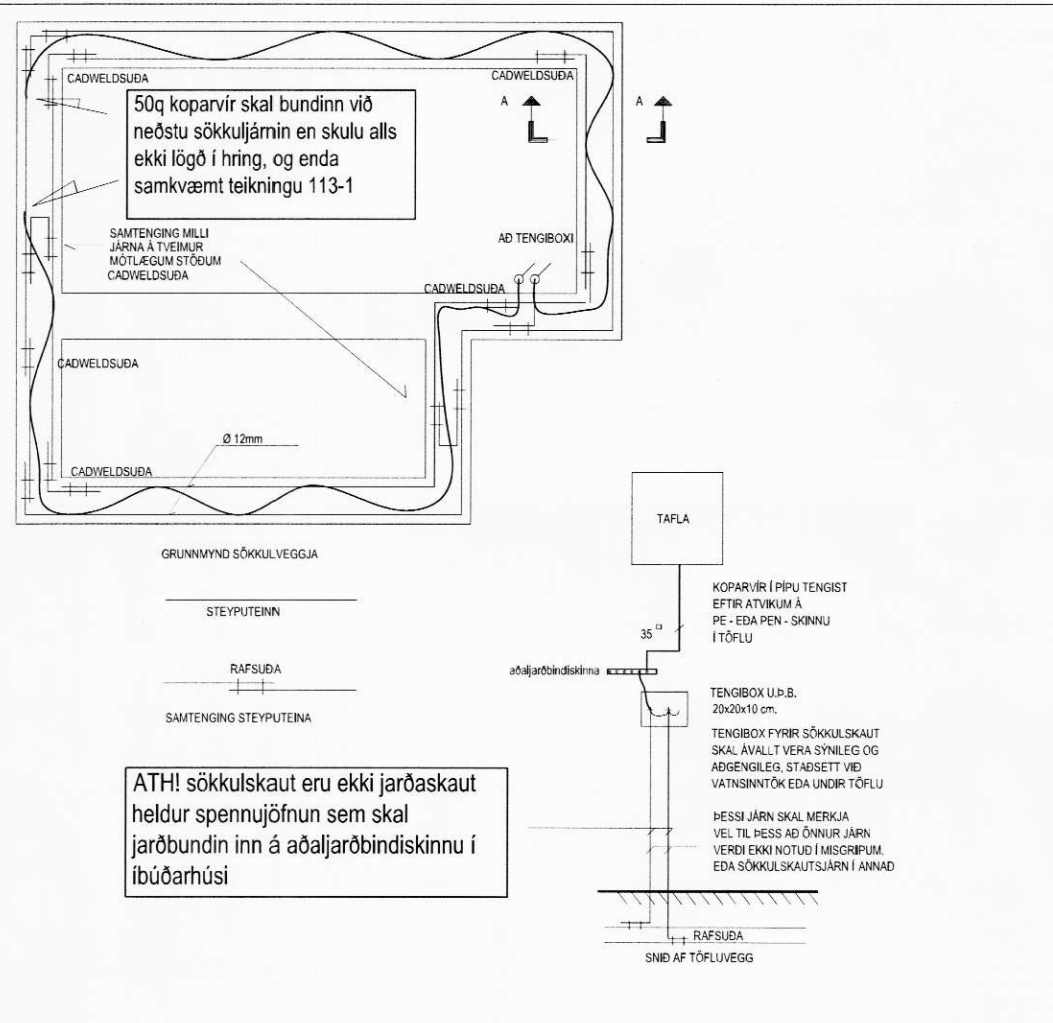 CADWELDSUÐA
CADWELDSUÐA
50q koparvír skal bundinn við
neðstu sökkuljárnin en skulu alls
ekki lögð í hring, og enda
samkvæmt teikningu 113-1
A
A
SAMTENGING MILLI
JÁRNA Á TVEIMUR
MÓTLÆGUM STÖÐUM
CADWELDSUÐA
AÐ TENGIBOXI
CADWELDSUÐA
CADWELDSUÐA
Ø 12mm
CADWELDSUÐA
GRUNNMYND SÖKKULVEGGJA
STEYPUTEINN
RAFSUÐA
SAMTENGING STEYPUTEINA
ATH! sökkulskaut eru ekki jarðaskaut
heldur spennujöfnun sem skal
jarðbundin inn á aðaljarðbindiskinnu í
íbúðarhúsi
TAFLA
KOPARVÍR Í PÍPU TENGIST
EFTIR ATVIKUM Á
PE - EÐA PEN - SKINNU
Í TÖFLU
35 □
aðaljarðbindiskinna
TENGIBOX U.Þ.B.
20x20x10 cm.
TENGIBOX FYRIR SÖKKULSKAUT
SKAL ÁVALLT VERA SÝNILEG OG
AÐGENGILEG, STAÐSETT VIÐ
VATNSINNTÖK EÐA UNDIR TÖFLU
ÞESSI JÁRN SKAL MERKJA
VEL TIL ÞESS AÐ ÖNNUR JÁRN
VERÐI EKKI NOTUÐ Í MISGRIPUM.
EÐA SÖKKULSKAUTSJÁRN Í ANNAÐ
RAFSUÐA
SNIÐ AF TÖFLUVEGG